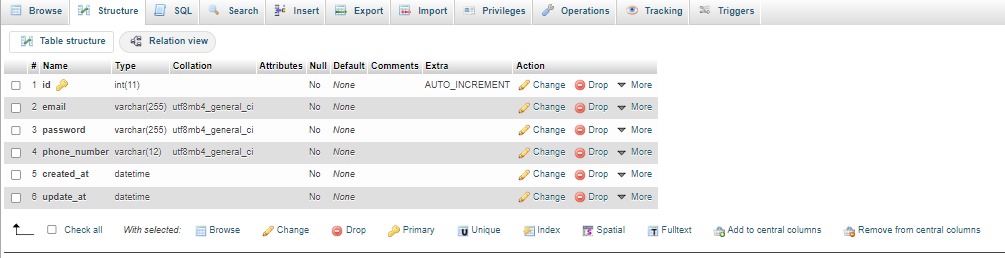 Browse Structure SQL Search Insert Export Import Privileges Operations Tracking Triggers
Table structure Relation view
# Name Type Collation Attributes Null Default Comments Extra Action
1 id int(11) No None AUTO_INCREMENT Change Drop More
2 email varchar(255) utf8mb4_general_ci No None Change Drop More
3 password varchar(255) utf8mb4_general_ci No None Change Drop More
4 phone_number varchar(12) utf8mb4_general_ci No None Change Drop More
5 created_at datetime No None Change Drop More
6 update_at datetime No None Change Drop More
Check all With selected: Browse Change Drop Primary Unique Index Spatial Fulltext Add to central columns Remove from central columns